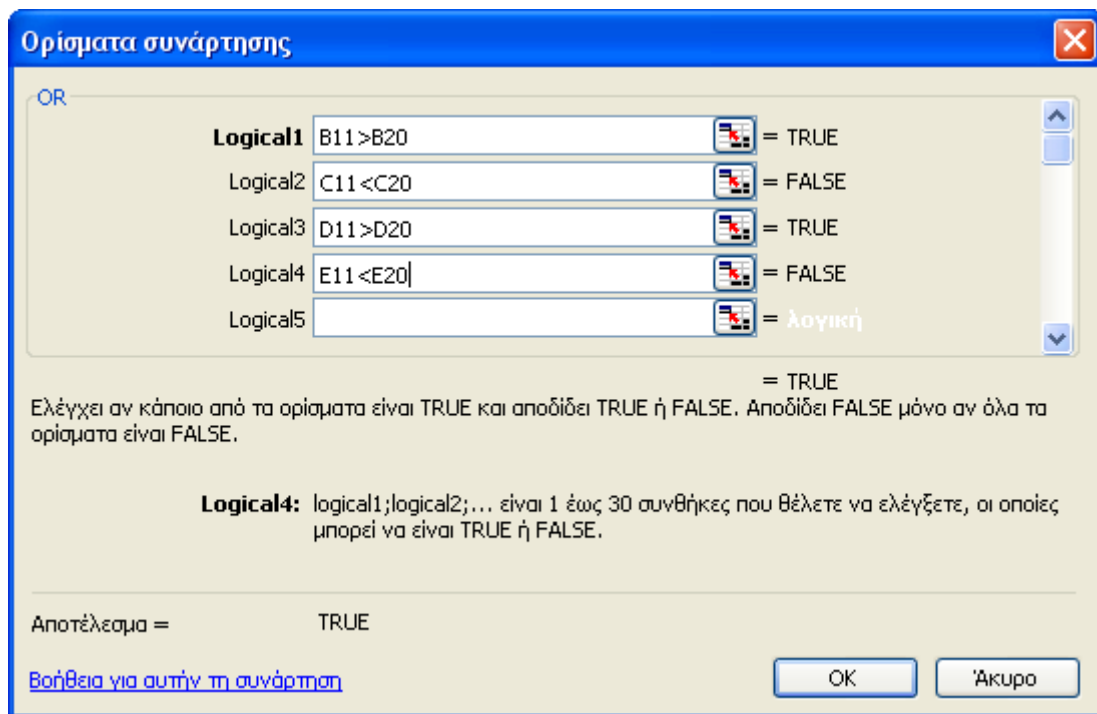 Ορίσματα συνάρτησης
OR
Logical1 B11>B20 = TRUE
Logical2 C11<C20 = FALSE
Logical3 D11>D20 = TRUE
Logical4 E11<E20 = FALSE
Logical5 = λογική
= TRUE
Ελέγχει αν κάποιο από τα ορίσματα είναι TRUE και αποδίδει TRUE ή FALSE. Αποδίδει FALSE μόνο αν όλα τα
ορίσματα είναι FALSE.
Logical4: logical1;logical2;... είναι 1 έως 30 συνθήκες που θέλετε να ελέγξετε, οι οποίες
μπορεί να είναι TRUE ή FALSE.
Αποτέλεσμα = TRUE
Βοήθεια για αυτήν τη συνάρτηση OK Άκυρο